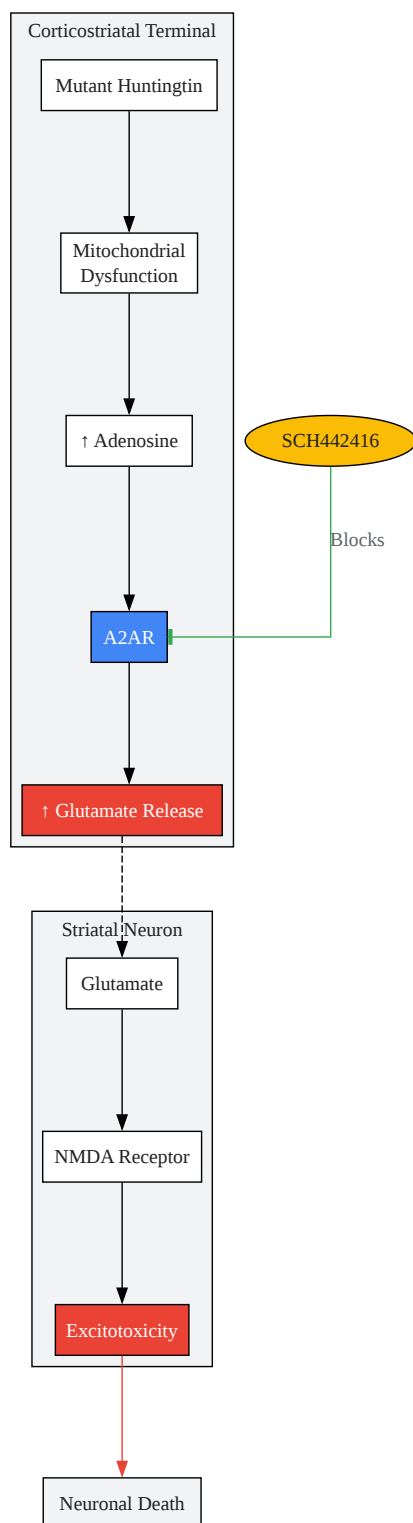 Corticostriatal Terminal
Mutant Huntingtin
Mitochondrial
Dysfunction
↑ Adenosine
SCH442416
Blocks
A2AR
↑ Glutamate Release
Striatal Neuron
Glutamate
NMDA Receptor
Excitotoxicity
Neuronal Death